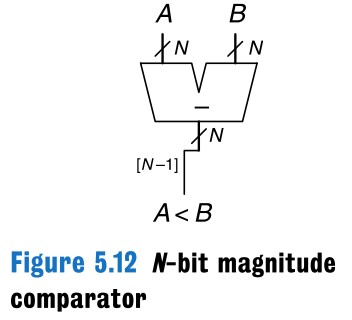 A B
N N
–
N
[N–1]
A < B
Figure 5.12 N-bit magnitude
comparator